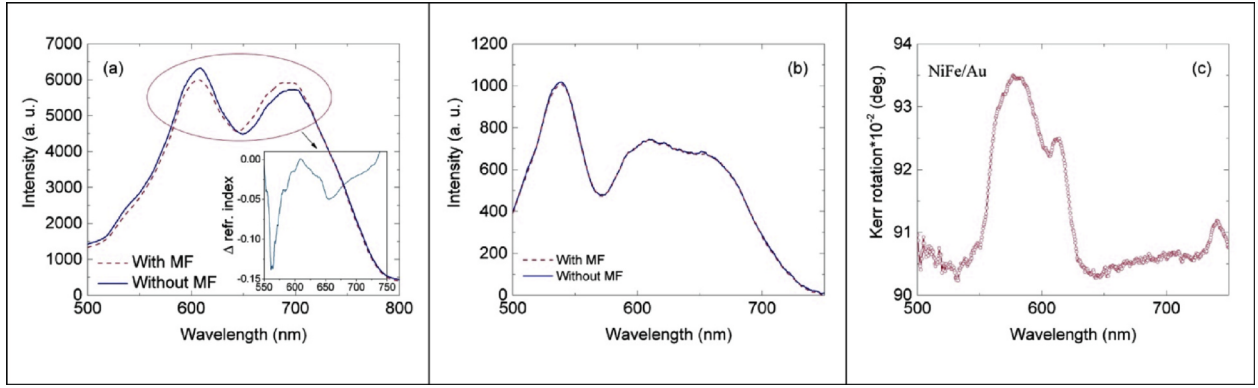 (a)
7000
6000
5000
4000
3000
2000
1000
0
Intensity (a. u.)
500
600
700
800
Wavelength (nm)
With MF
Without MF
0.00
-0.05
-0.10
-0.15
Δ refr. index
550 600 650 700 750
(b)
1200
1000
800
600
400
200
0
Intensity (a. u.)
500
600
700
Wavelength (nm)
With MF
Without MF
(c)
NiFe/Au
94
93
92
91
90
Kerr rotation*10⁻² (deg.)
500
600
700
Wavelength (nm)